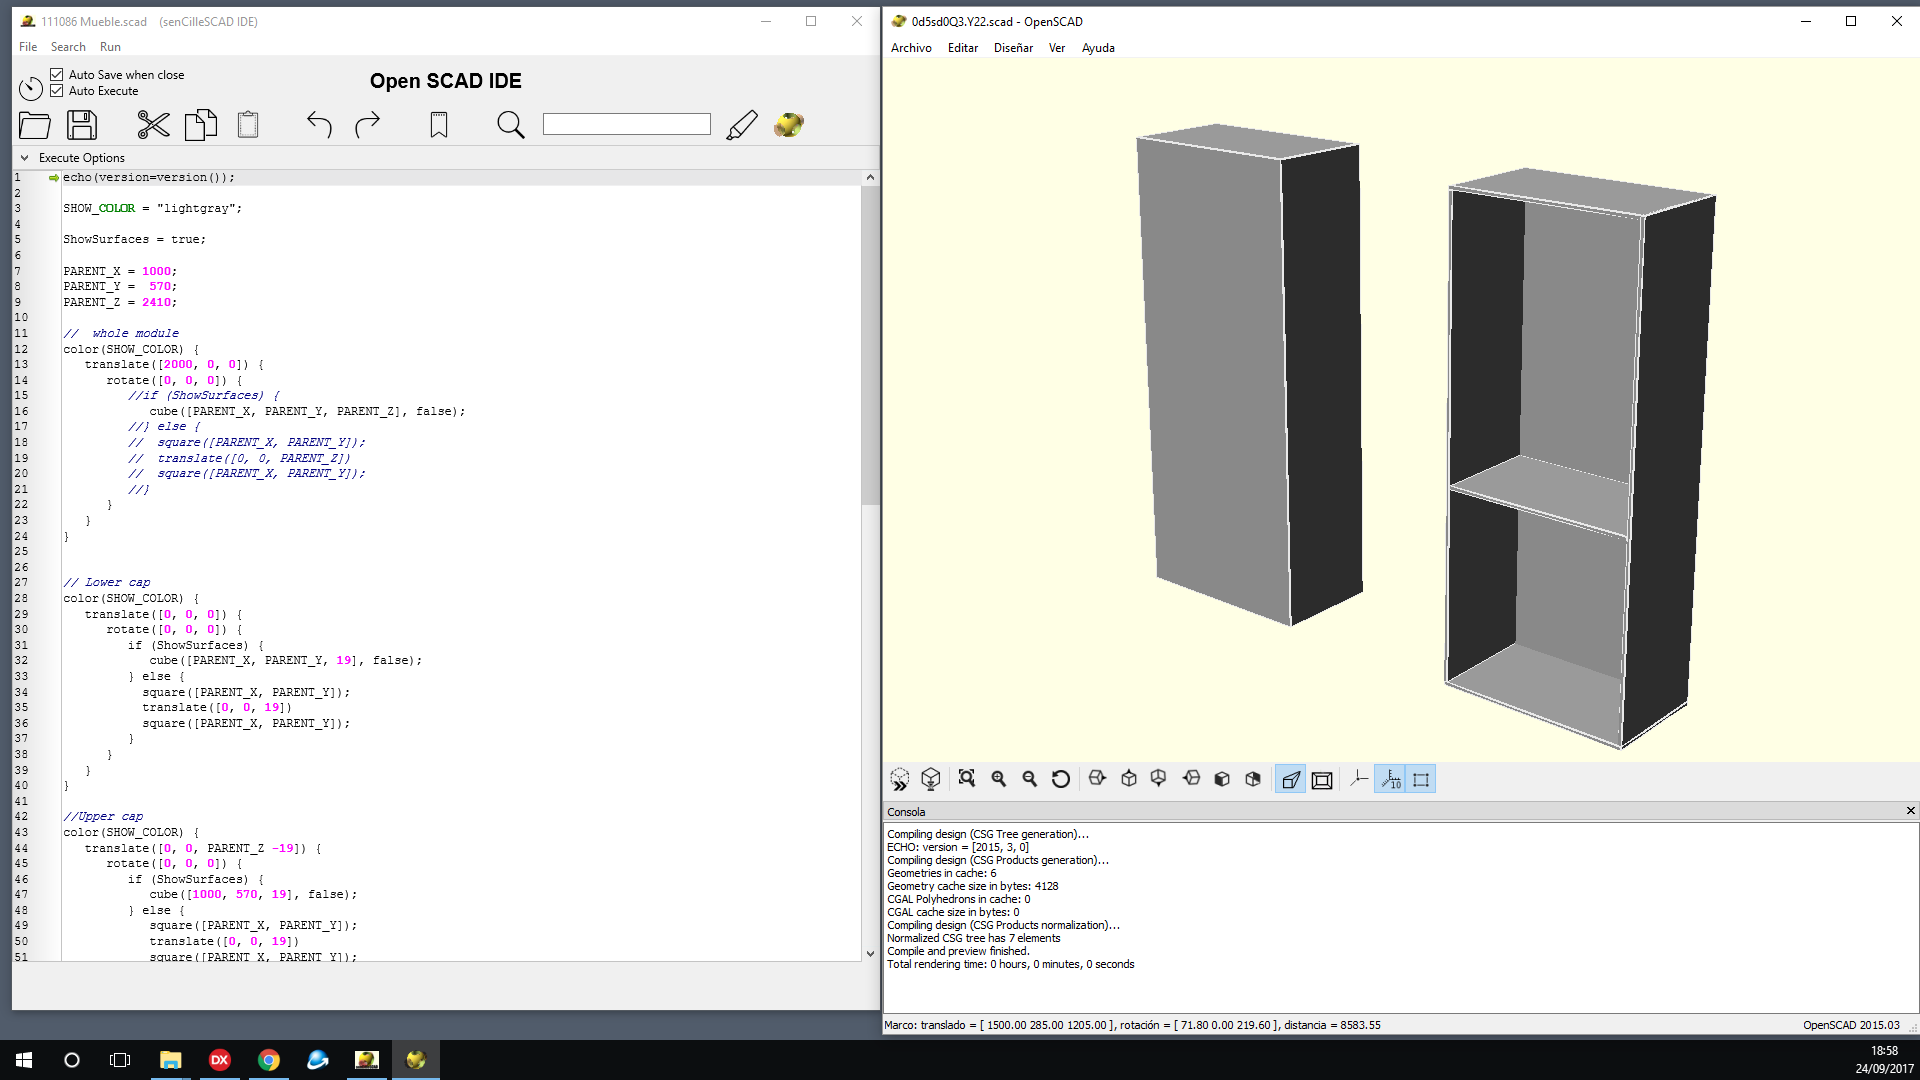 111086 Mueble.scad    (senCilleSCAD IDE)
File Search Run
Auto Save when close
Auto Execute
Open SCAD IDE
Execute Options
1 echo(version=version());
2
3 SHOW_COLOR = "lightgray";
4
5 ShowSurfaces = true;
6
7 PARENT_X = 1000;
8 PARENT_Y =  570;
9 PARENT_Z = 2410;
10
11 //  whole module
12 color(SHOW_COLOR) {
13    translate([2000, 0, 0]) {
14       rotate([0, 0, 0]) {
15          //if (ShowSurfaces) {
16             cube([PARENT_X, PARENT_Y, PARENT_Z], false);
17          //} else {
18          //  square([PARENT_X, PARENT_Y]);
19          //  translate([0, 0, PARENT_Z])
20          //  square([PARENT_X, PARENT_Y]);
21          //}
22       }
23    }
24 }
25
26
27 // Lower cap
28 color(SHOW_COLOR) {
29    translate([0, 0, 0]) {
30       rotate([0, 0, 0]) {
31          if (ShowSurfaces) {
32             cube([PARENT_X, PARENT_Y, 19], false);
33          } else {
34            square([PARENT_X, PARENT_Y]);
35            translate([0, 0, 19])
36            square([PARENT_X, PARENT_Y]);
37          }
38       }
39    }
40 }
41
42 //Upper cap
43 color(SHOW_COLOR) {
44    translate([0, 0, PARENT_Z -19]) {
45       rotate([0, 0, 0]) {
46          if (ShowSurfaces) {
47             cube([1000, 570, 19], false);
48          } else {
49             square([PARENT_X, PARENT_Y]);
50             translate([0, 0, 19])
51             square([PARENT_X, PARENT_Y]);
0d5sd0Q3.Y22.scad - OpenSCAD
Archivo Editar Diseñar Ver Ayuda
10
Consola
Compiling design (CSG Tree generation)...
ECHO: version = [2015, 3, 0]
Compiling design (CSG Products generation)...
Geometries in cache: 6
Geometry cache size in bytes: 4128
CGAL Polyhedrons in cache: 0
CGAL cache size in bytes: 0
Compiling design (CSG Products normalization)...
Normalized CSG tree has 7 elements
Compile and preview finished.
Total rendering time: 0 hours, 0 minutes, 0 seconds
Marco: translado = [ 1500.00 285.00 1205.00 ], rotación = [ 71.80 0.00 219.60 ], distancia = 8583.55
OpenSCAD 2015.03
DX
18:58
24/09/2017